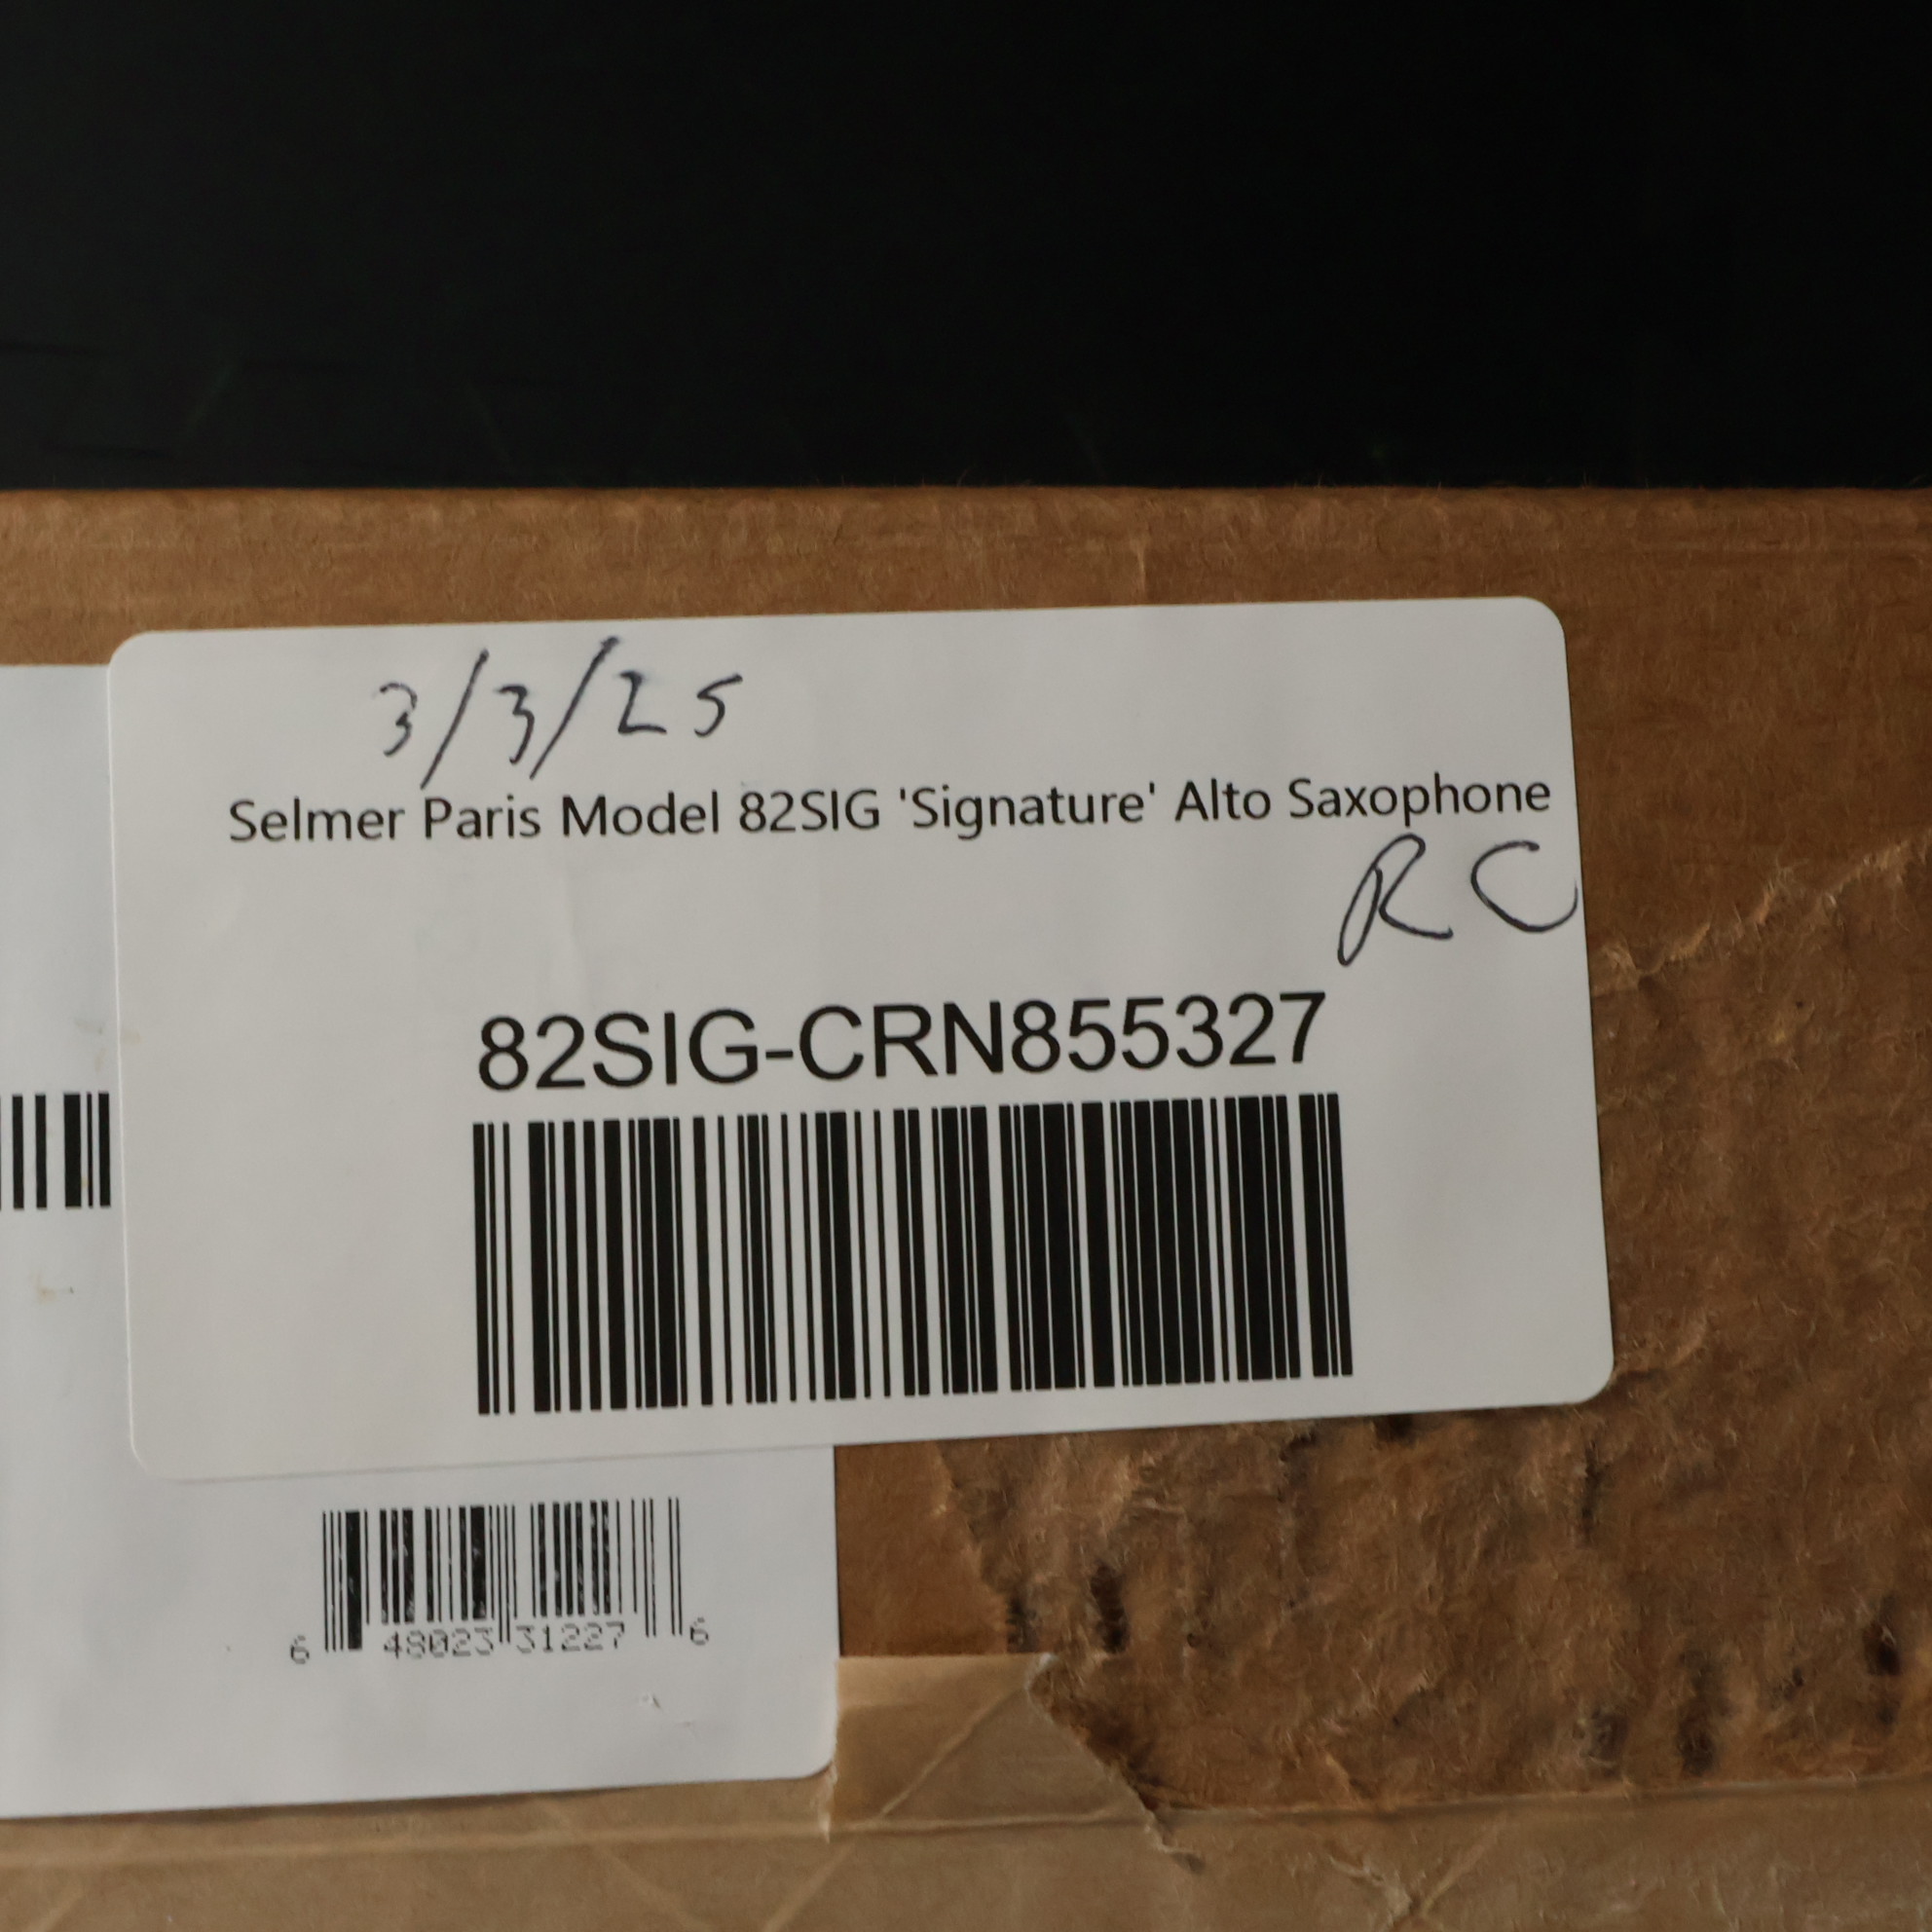 3/3/25
Selmer Paris Model 82SIG 'Signature' Alto Saxophone
RC
82SIG-CRN855327
6 48023 31227 6